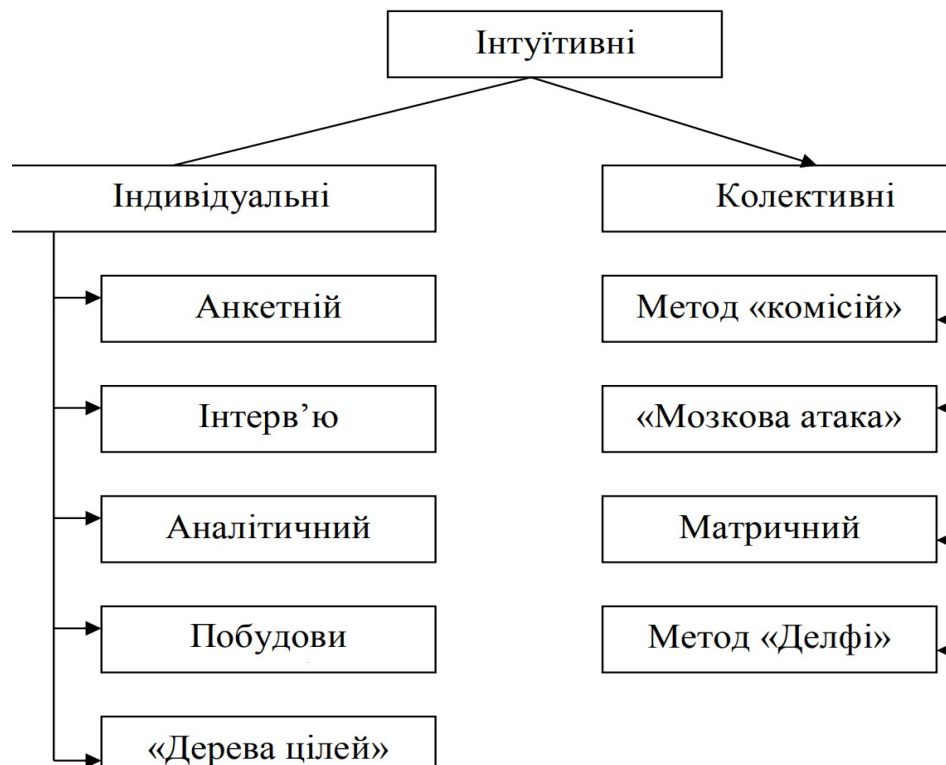 Інтуїтивні
Індивідуальні
Колективні
Анкетній
Метод «комісій»
Інтерв’ю
«Мозкова атака»
Аналітичний
Матричний
Побудови
Метод «Делфі»
«Дерева цілей»